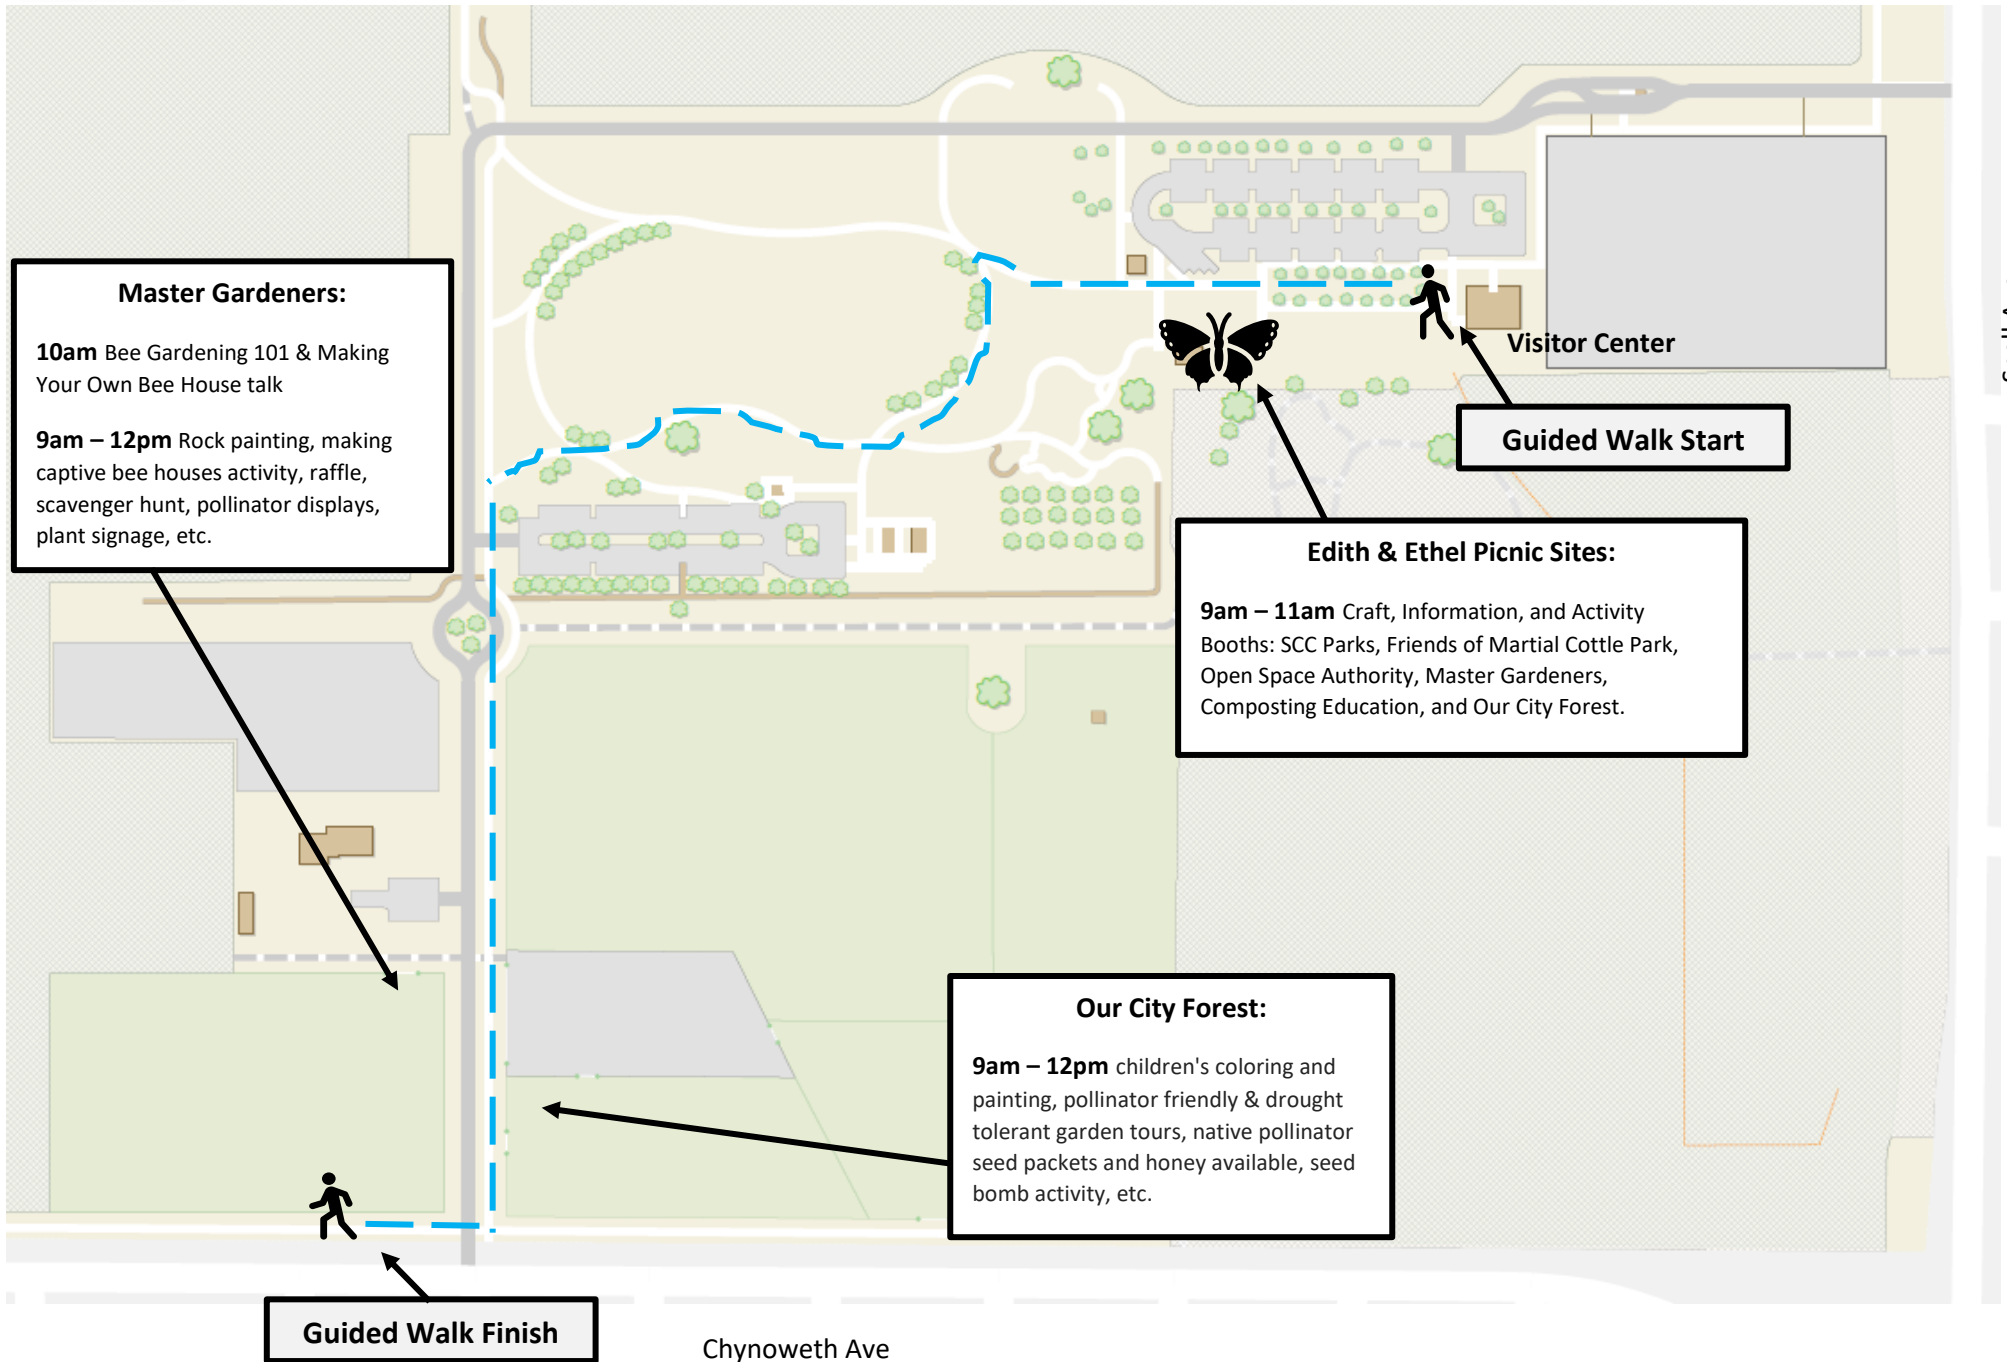 Master Gardeners:
10am Bee Gardening 101 & Making
Your Own Bee House talk
9am – 12pm Rock painting, making
captive bee houses activity, raffle,
scavenger hunt, pollinator displays,
plant signage, etc.
Visitor Center
Guided Walk Start
Edith & Ethel Picnic Sites:
9am – 11am Craft, Information, and Activity
Booths: SCC Parks, Friends of Martial Cottle Park,
Open Space Authority, Master Gardeners,
Composting Education, and Our City Forest.
Our City Forest:
9am – 12pm children's coloring and
painting, pollinator friendly & drought
tolerant garden tours, native pollinator
seed packets and honey available, seed
bomb activity, etc.
Guided Walk Finish
Chynoweth Ave